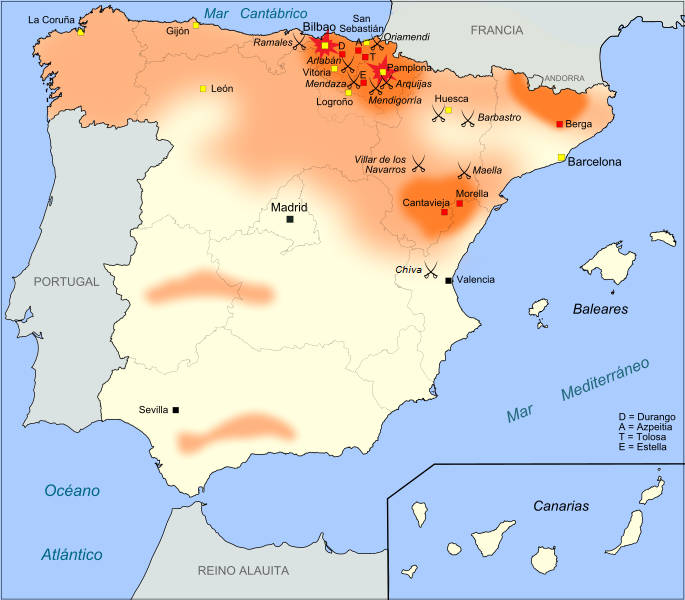 Mar Cantábrico
La Coruña
Gijón
Bilbao
San
Sebastián
FRANCIA
Ramales
D
A
Oriamendi
T
Arlabán
Vitoria
Pamplona
ANDORRA
León
Mendaza
E
Arquijas
Logroño
Mendigorría
Huesca
Barbastro
Berga
Villar de los
Navarros
Maella
Barcelona
Morella
Cantavieja
Madrid
Chiva
Valencia
PORTUGAL
Baleares
Mar Mediterráneo
Sevilla
D = Durango
A = Azpeitia
T = Tolosa
E = Estella
Océano
Atlántico
Canarias
REINO ALAUITA